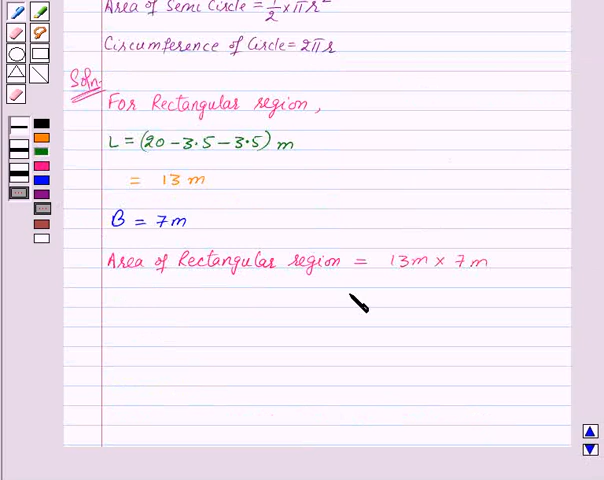 Area of Semi Circle = 1/2 × πr²
Circumference of Circle = 2πr
Soln-
For Rectangular region,
L = (20 - 3.5 - 3.5) m
= 13 m
B = 7m
Area of Rectangular region = 13m × 7m